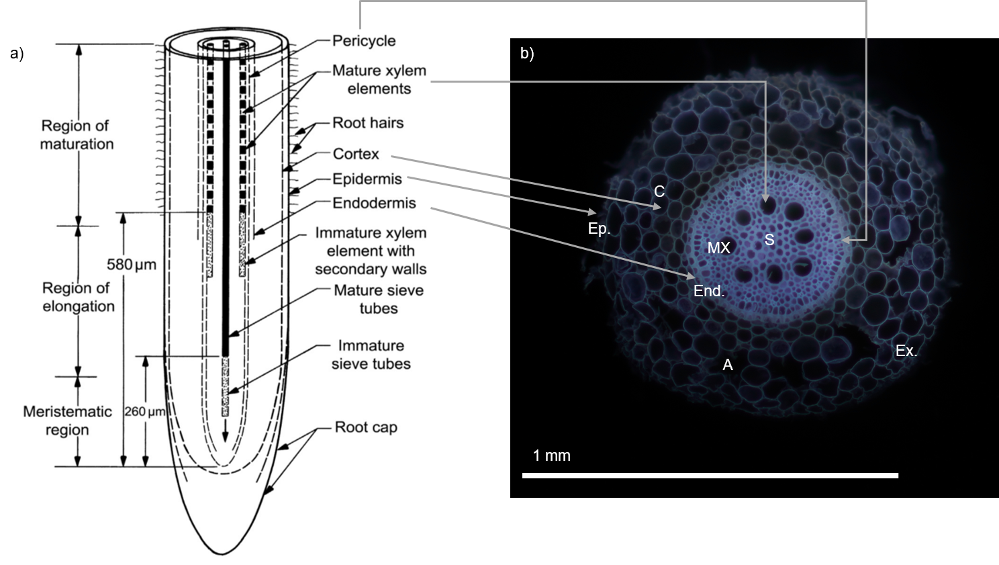 a)
Region of
maturation
580 μm
Region of
elongation
260 μm
Meristematic
region
Pericycle
Mature xylem
elements
Root hairs
Cortex
Epidermis
Endodermis
Immature xylem
element with
secondary walls
Mature sieve
tubes
Immature
sieve tubes
Root cap
b)
C
Ep.
MX
S
End.
Ex.
A
1 mm